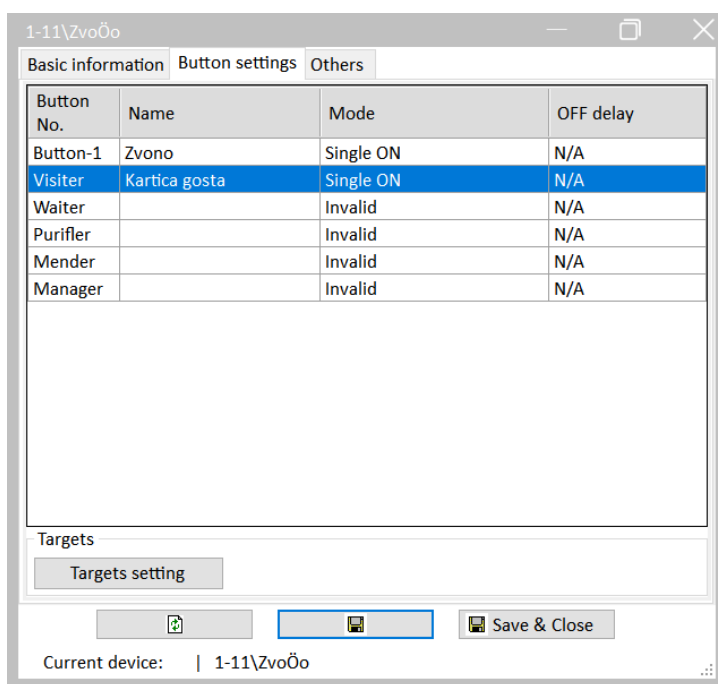 1-11\ZvoÖo
Basic information Button settings Others
Button No. Name Mode OFF delay
Button-1 Zvono Single ON N/A
Visiter Kartica gosta Single ON N/A
Waiter Invalid N/A
Purifler Invalid N/A
Mender Invalid N/A
Manager Invalid N/A
Targets
Targets setting
Save & Close
Current device: | 1-11\ZvoÖo